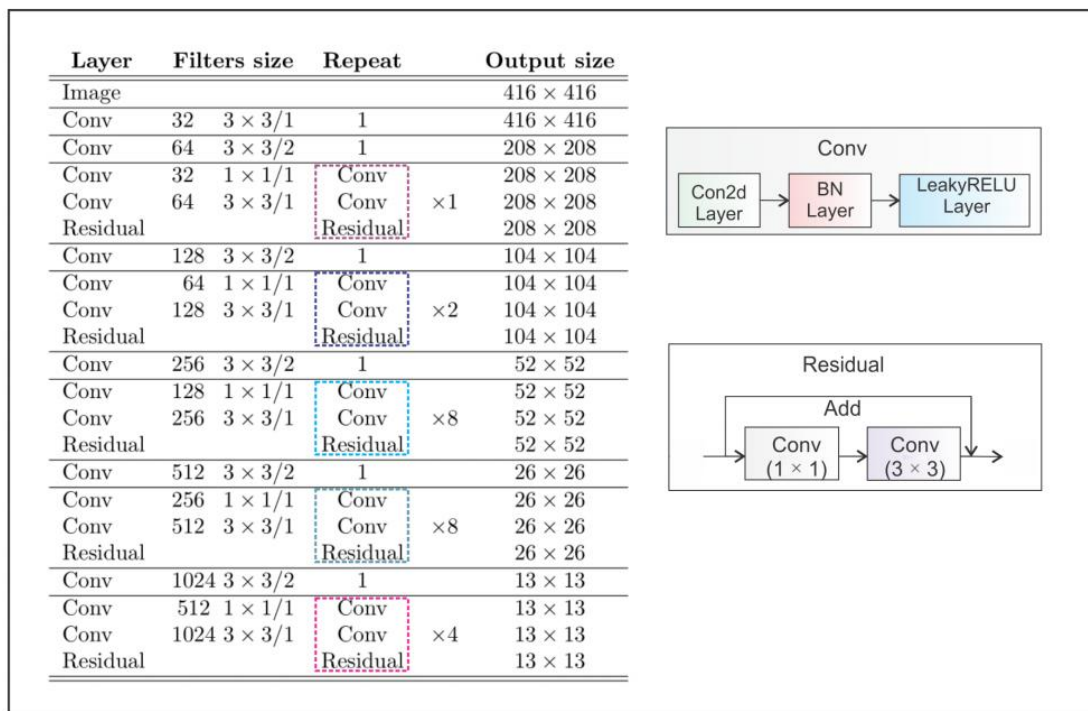 Layer Filters size Repeat Output size
Image 416 × 416
Conv 32 3 × 3/1 1 416 × 416
Conv 64 3 × 3/2 1 208 × 208
Conv 32 1 × 1/1 Conv 208 × 208
Conv 64 3 × 3/1 Conv ×1 208 × 208
Residual Residual 208 × 208
Conv 128 3 × 3/2 1 104 × 104
Conv 64 1 × 1/1 Conv 104 × 104
Conv 128 3 × 3/1 Conv ×2 104 × 104
Residual Residual 104 × 104
Conv 256 3 × 3/2 1 52 × 52
Conv 128 1 × 1/1 Conv 52 × 52
Conv 256 3 × 3/1 Conv ×8 52 × 52
Residual Residual 52 × 52
Conv 512 3 × 3/2 1 26 × 26
Conv 256 1 × 1/1 Conv 26 × 26
Conv 512 3 × 3/1 Conv ×8 26 × 26
Residual Residual 26 × 26
Conv 1024 3 × 3/2 1 13 × 13
Conv 512 1 × 1/1 Conv 13 × 13
Conv 1024 3 × 3/1 Conv ×4 13 × 13
Residual Residual 13 × 13
Conv
Con2d
Layer
BN
Layer
LeakyRELU
Layer
Residual
Add
Conv
(1 × 1)
Conv
(3 × 3)